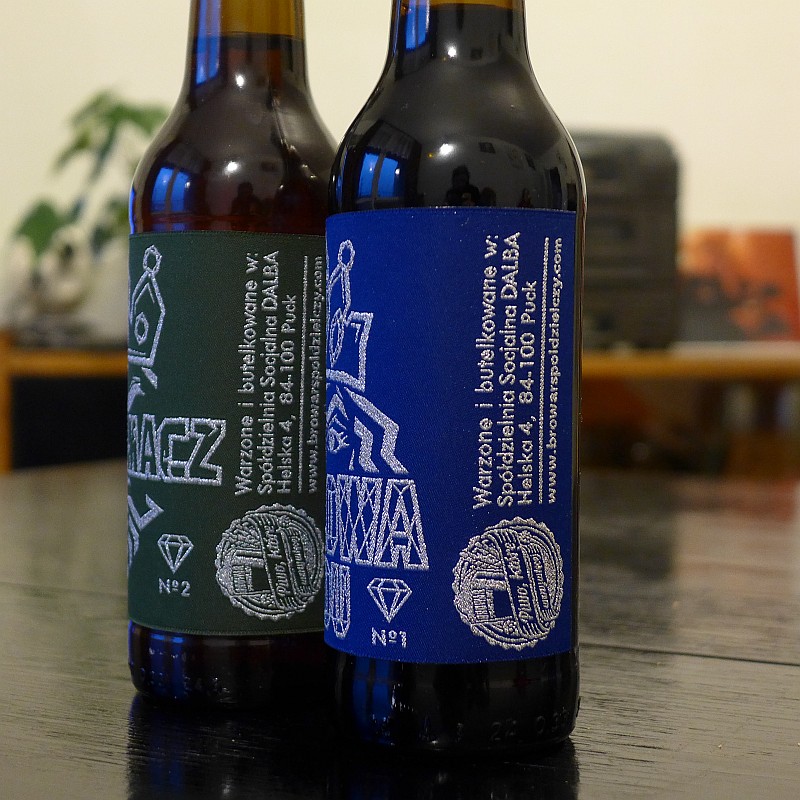 Warzone i butelkowane w:
Spółdzielnia Socjalna DALBA
Helska 4, 84-100 Puck
www.browarspoldzielczy.com
Nº2
Warzone i butelkowane w:
Spółdzielnia Socjalna DALBA
Helska 4, 84-100 Puck
www.browarspoldzielczy.com
Nº1